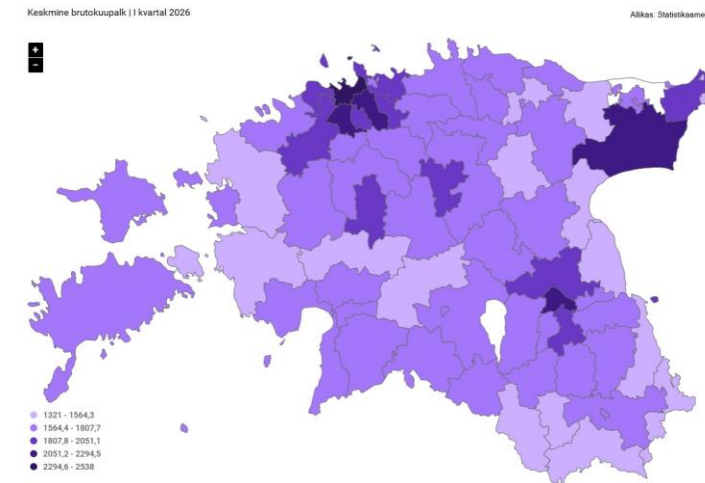 Keskmine brutokuupalk | I kvartal 2026
Allikas: Statistikaame
+
−
1321 - 1564,3
1564,4 - 1807,7
1807,8 - 2051,1
2051,2 - 2294,5
2294,6 - 2538